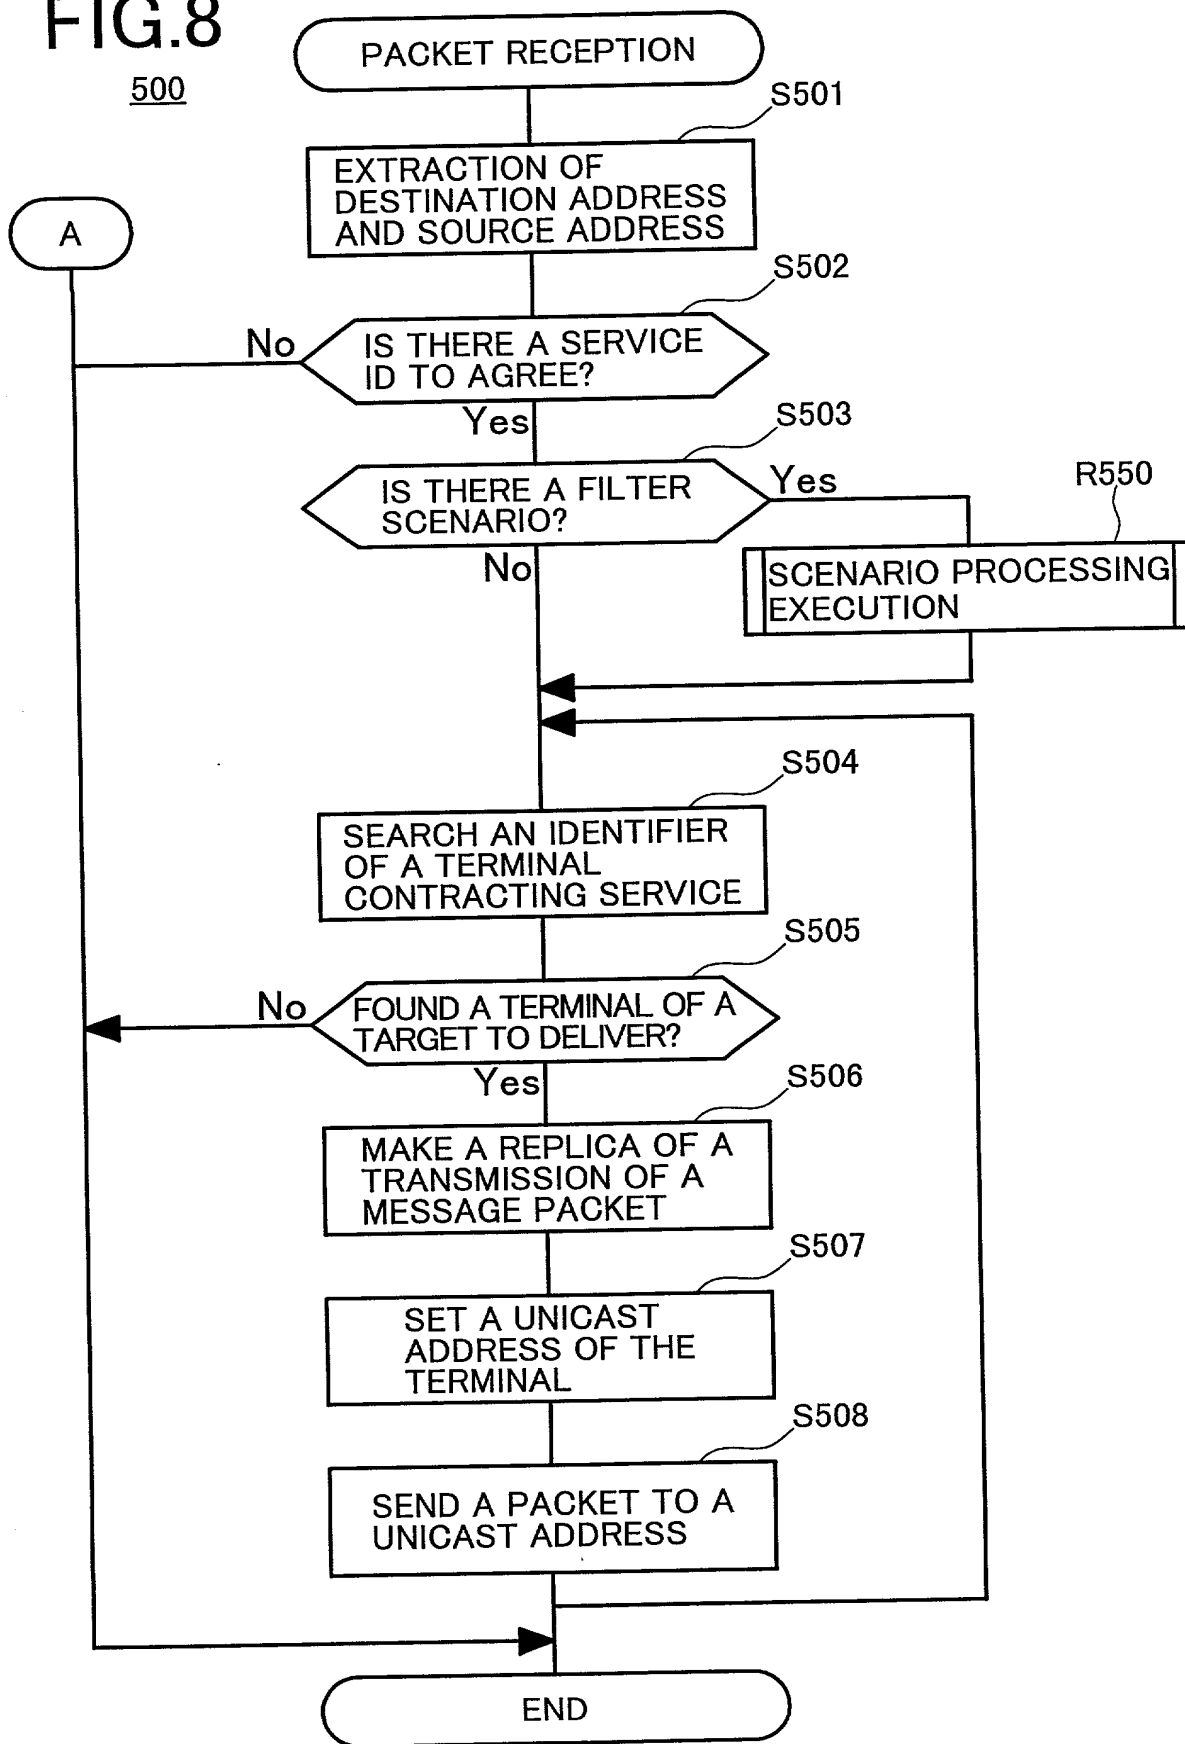 FIG.8
500
PACKET RECEPTION
S501
EXTRACTION OF
DESTINATION ADDRESS
AND SOURCE ADDRESS
A
S502
No
IS THERE A SERVICE
ID TO AGREE?
Yes
S503
IS THERE A FILTER
SCENARIO?
Yes
R550
No
SCENARIO PROCESSING
EXECUTION
S504
SEARCH AN IDENTIFIER
OF A TERMINAL
CONTRACTING SERVICE
S505
No
FOUND A TERMINAL OF A
TARGET TO DELIVER?
Yes
S506
MAKE A REPLICA OF A
TRANSMISSION OF A
MESSAGE PACKET
S507
SET A UNICAST
ADDRESS OF THE
TERMINAL
S508
SEND A PACKET TO A
UNICAST ADDRESS
END